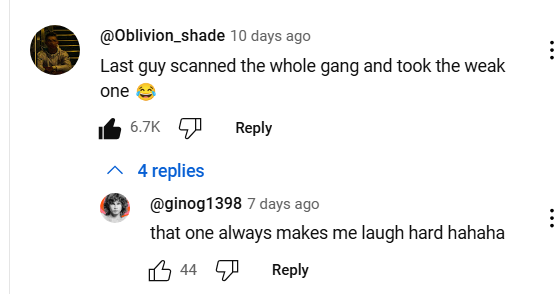 @Oblivion_shade 10 days ago
Last guy scanned the whole gang and took the weak
one 😂
6.7K Reply
4 replies
@ginog1398 7 days ago
that one always makes me laugh hard hahaha
44 Reply